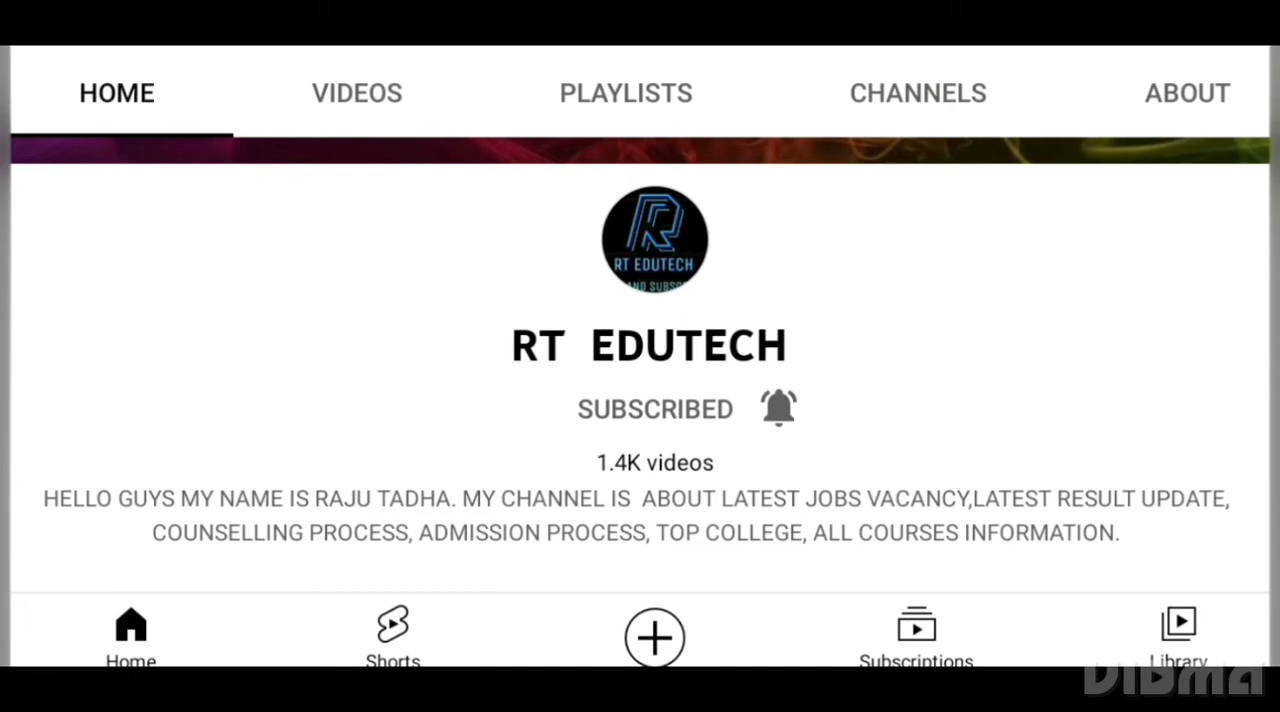 HOME VIDEOS PLAYLISTS CHANNELS ABOUT
RT EDUTECH
AND SUBSC
RT EDUTECH
SUBSCRIBED
1.4K videos
HELLO GUYS MY NAME IS RAJU TADHA. MY CHANNEL IS ABOUT LATEST JOBS VACANCY,LATEST RESULT UPDATE,
COUNSELLING PROCESS, ADMISSION PROCESS, TOP COLLEGE, ALL COURSES INFORMATION.
Home Shorts Subscriptions Library